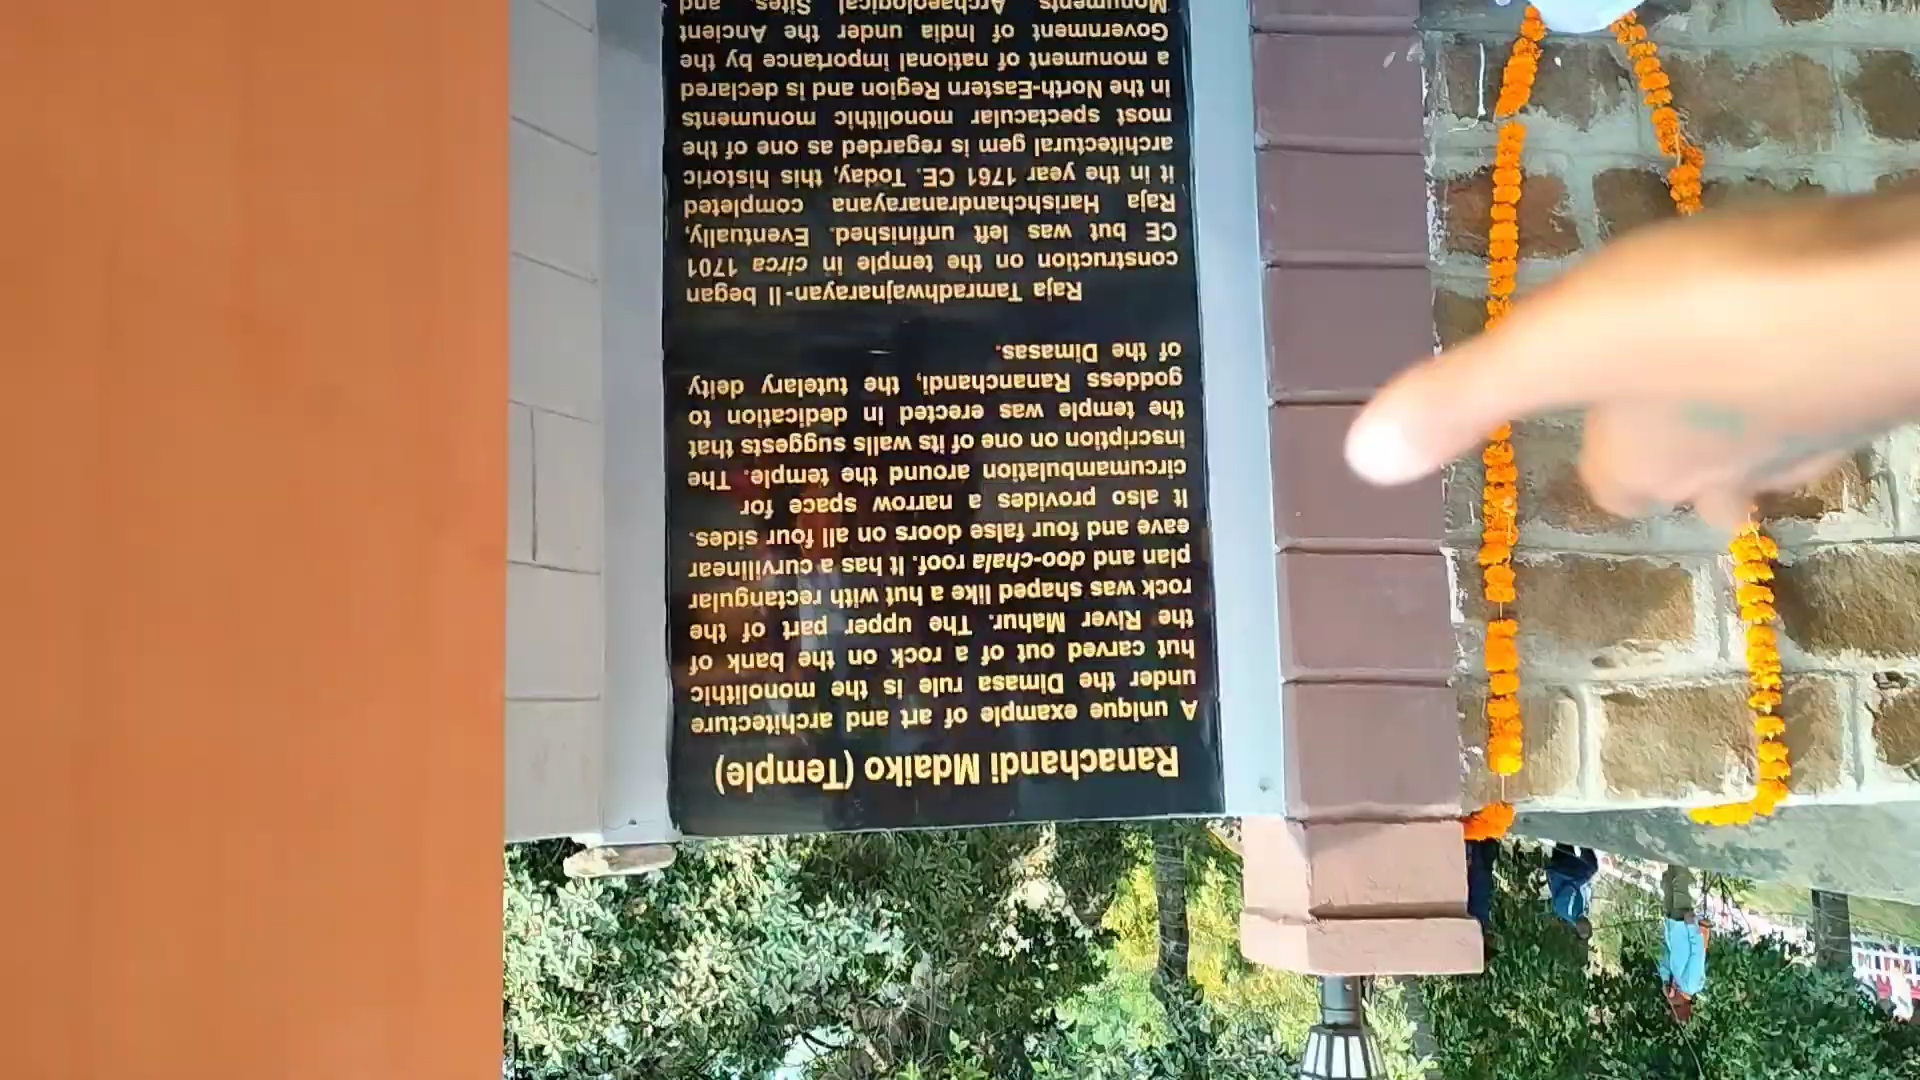 Ranachandi Mdaiko (Temple)
A unique example of art and architecture
under the Dimasa rule is the monolithic
hut carved out of a rock on the bank of
the River Mahur. The upper part of the
rock was shaped like a hut with rectangular
plan and doo-chala roof. It has a curvilinear
eave and four false doors on all four sides.
It also provides a narrow space for
circumambulation around the temple. The
inscription on one of its walls suggests that
the temple was erected in dedication to
goddess Rananchandi, the tutelary deity
of the Dimasas.
Raja Tamradhwajnarayan-II began
construction on the temple in circa 1701
CE but was left unfinished. Eventually,
Raja Harishchandranarayana completed
it in the year 1761 CE. Today, this historic
architectural gem is regarded as one of the
most spectacular monolithic monuments
in the North-Eastern Region and is declared
a monument of national importance by the
Government of India under the Ancient
Monuments Archaeological Sites, and